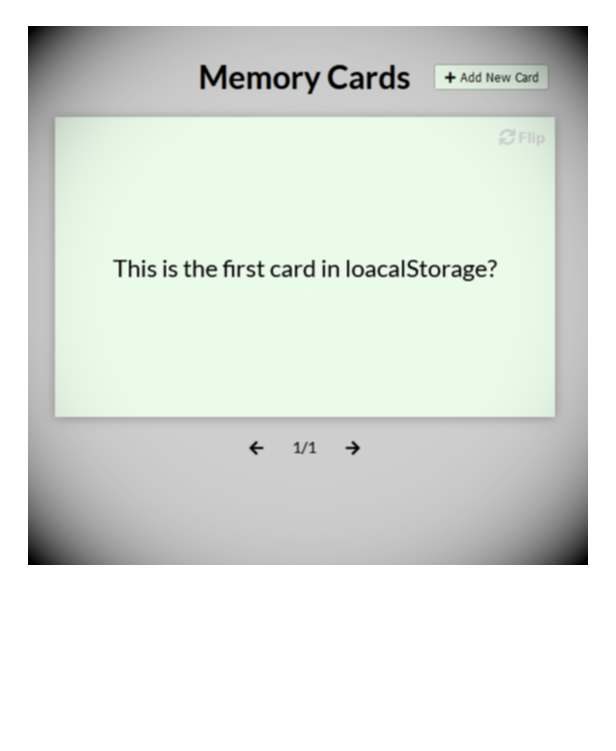 Memory Cards
+ Add New Card
Flip
This is the first card in loacalStorage?
← 1/1 →